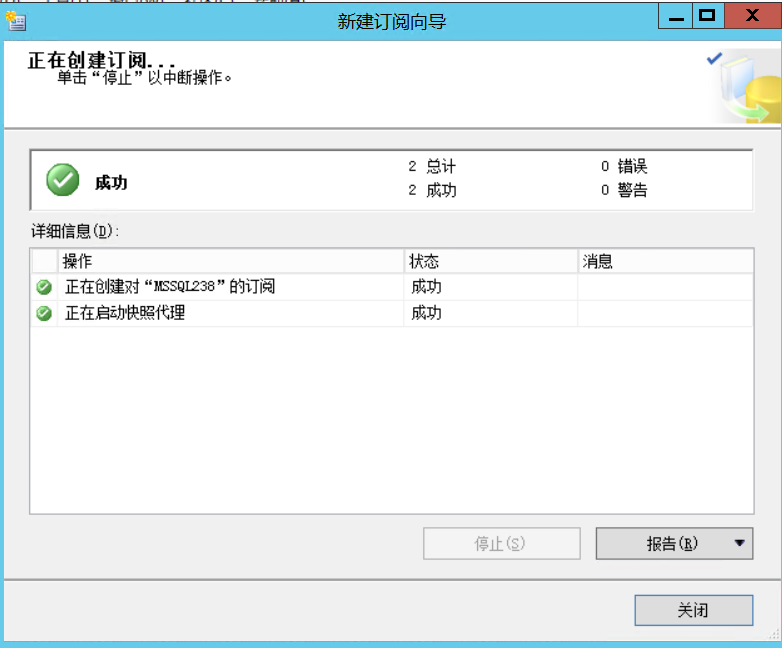 新建订阅向导
正在创建订阅...
单击“停止”以中断操作。
成功
2 总计
0 错误
2 成功
0 警告
详细信息(D):
操作 状态 消息
正在创建对“MSSQL238”的订阅 成功
正在启动快照代理 成功
停止(S) 报告(R)
关闭